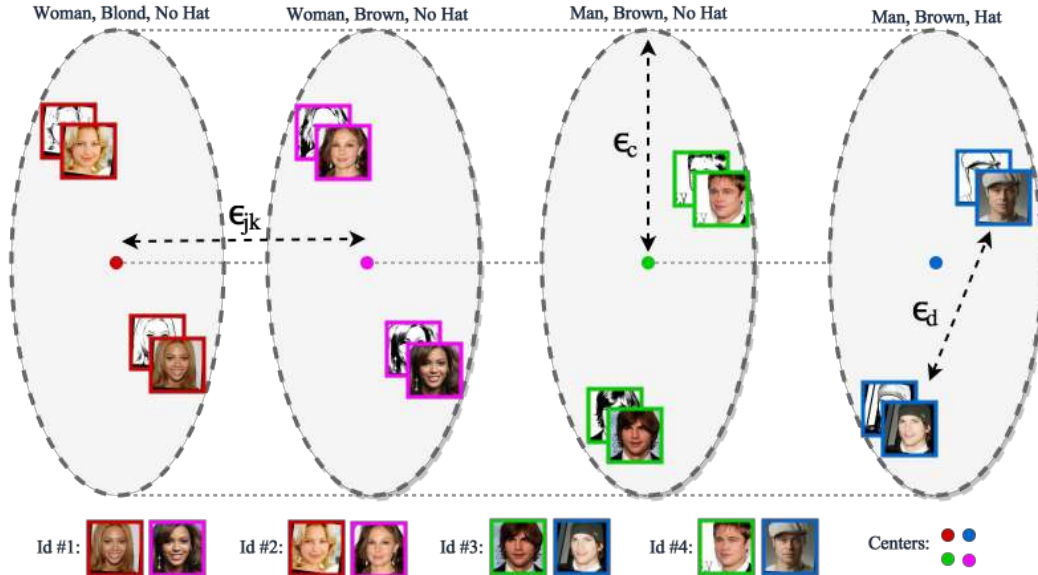 Woman, Blond, No Hat
Woman, Brown, No Hat
Man, Brown, No Hat
Man, Brown, Hat
ϵc
ϵjk
ϵd
Id #1:
Id #2:
Id #3:
Id #4:
Centers: